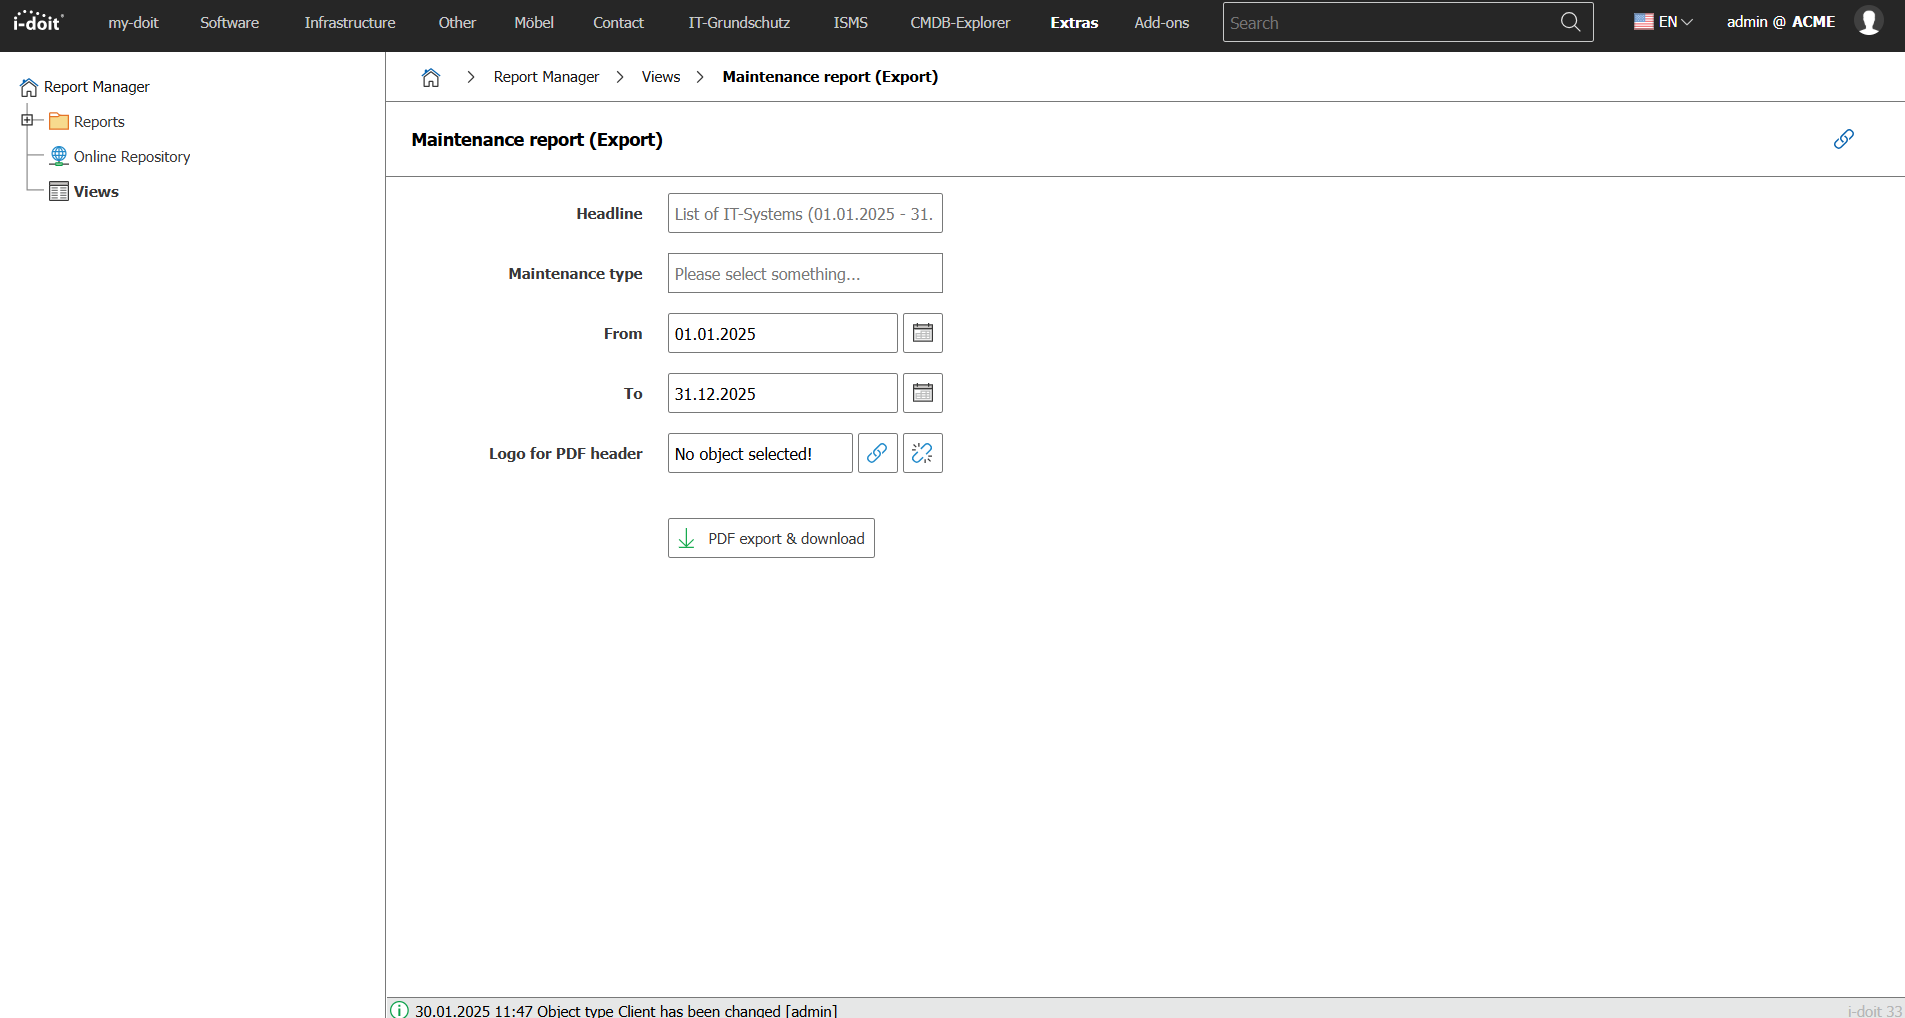 i-doit
my-doit Software Infrastructure Other Möbel Contact IT-Grundschutz ISMS CMDB-Explorer Extras Add-ons Search EN admin @ ACME
Report Manager
Reports
Online Repository
Views
Report Manager > Views > Maintenance report (Export)
Maintenance report (Export)
Headline List of IT-Systems (01.01.2025 - 31.
Maintenance type Please select something...
From 01.01.2025
To 31.12.2025
Logo for PDF header No object selected!
PDF export & download
30.01.2025 11:47 Object type Client has been changed [admin] i-doit 33